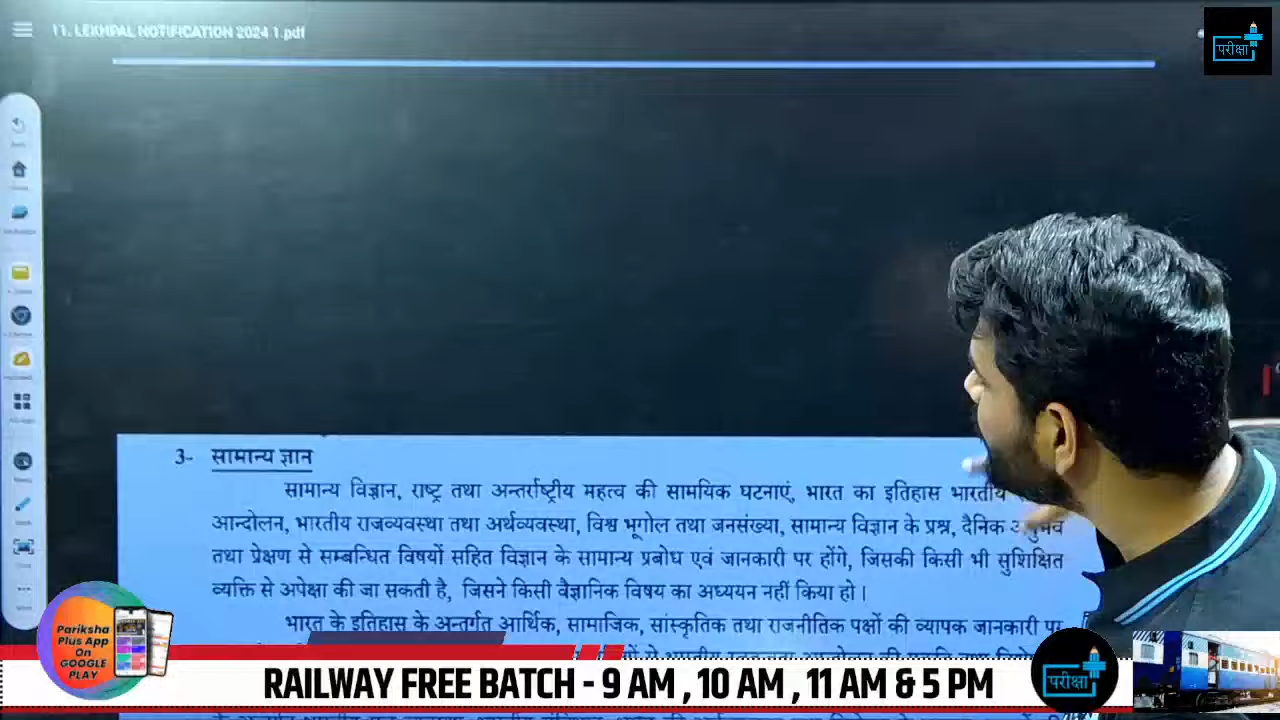 11. LEKHPAL NOTIFICATION 2024 1.pdf
परीक्षा
3- सामान्य ज्ञान
सामान्य विज्ञान, राष्ट्र तथा अन्तर्राष्ट्रीय महत्व की सामयिक घटनाएं, भारत का इतिहास भारतीय
आन्दोलन, भारतीय राजव्यवस्था तथा अर्थव्यवस्था, विश्व भूगोल तथा जनसंख्या, सामान्य विज्ञान के प्रश्न, दैनिक अनुभव
तथा प्रेक्षण से सम्बन्धित विषयों सहित विज्ञान के सामान्य प्रबोध एवं जानकारी पर होंगे, जिसकी किसी भी सुशिक्षित
व्यक्ति से अपेक्षा की जा सकती है, जिसने किसी वैज्ञानिक विषय का अध्ययन नहीं किया हो।
भारत के इतिहास के अन्तर्गत आर्थिक, सामाजिक, सांस्कृतिक तथा राजनीतिक पक्षों की व्यापक जानकारी पर
Pariksha
Plus App
On
GOOGLE
PLAY
RAILWAY FREE BATCH - 9 AM , 10 AM , 11 AM & 5 PM
परीक्षा